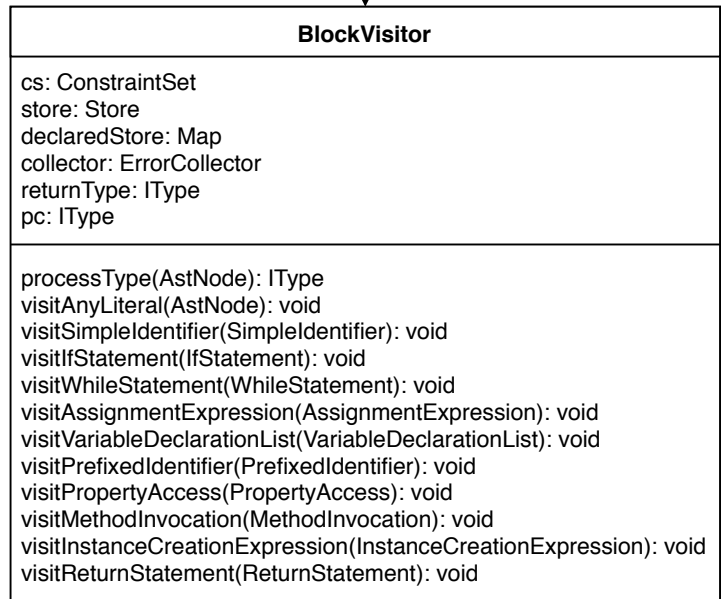 BlockVisitor
cs: ConstraintSet
store: Store
declaredStore: Map
collector: ErrorCollector
returnType: IType
pc: IType
processType(AstNode): IType
visitAnyLiteral(AstNode): void
visitSimpleIdentifier(SimpleIdentifier): void
visitIfStatement(IfStatement): void
visitWhileStatement(WhileStatement): void
visitAssignmentExpression(AssignmentExpression): void
visitVariableDeclarationList(VariableDeclarationList): void
visitPrefixedIdentifier(PrefixedIdentifier): void
visitPropertyAccess(PropertyAccess): void
visitMethodInvocation(MethodInvocation): void
visitInstanceCreationExpression(InstanceCreationExpression): void
visitReturnStatement(ReturnStatement): void